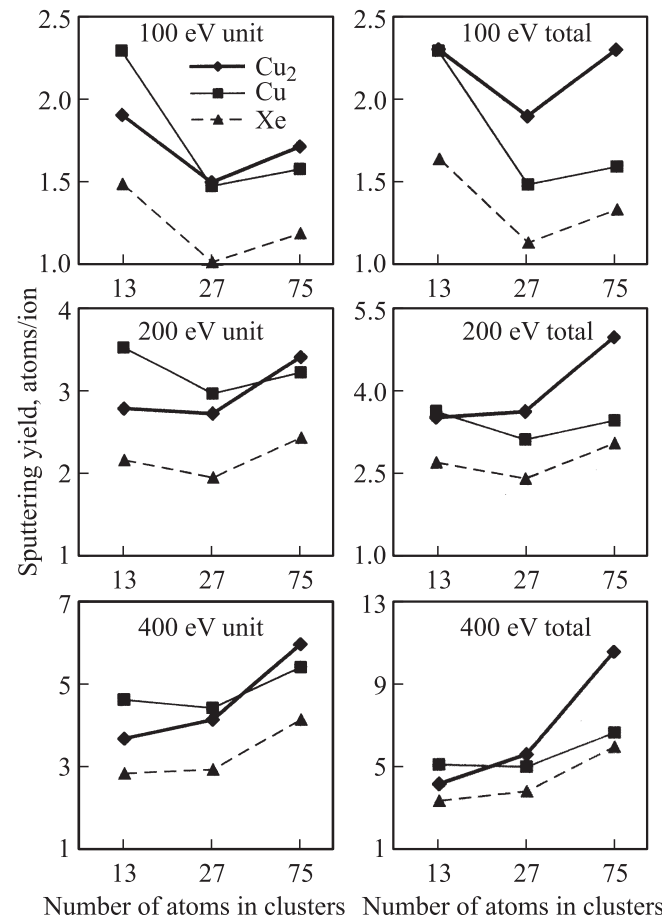 2.5
100 eV unit
Cu2
Cu
Xe
2.0
1.5
1.0
13 27 75
2.5
100 eV total
2.0
1.5
1.0
13 27 75
Sputtering yield, atoms/ion
4
200 eV unit
3
2
1
13 27 75
5.5
200 eV total
4.0
2.5
1.0
13 27 75
7
400 eV unit
5
3
1
13 27 75
Number of atoms in clusters
13
400 eV total
9
5
1
13 27 75
Number of atoms in clusters